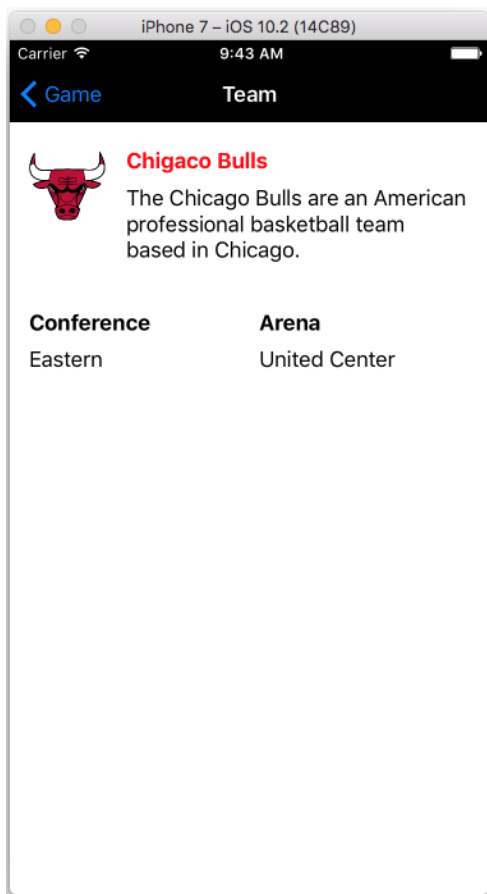 iPhone 7 – iOS 10.2 (14C89)
Carrier 9:43 AM
Game Team
Chigaco Bulls
The Chicago Bulls are an American
professional basketball team
based in Chicago.
Conference Arena
Eastern United Center